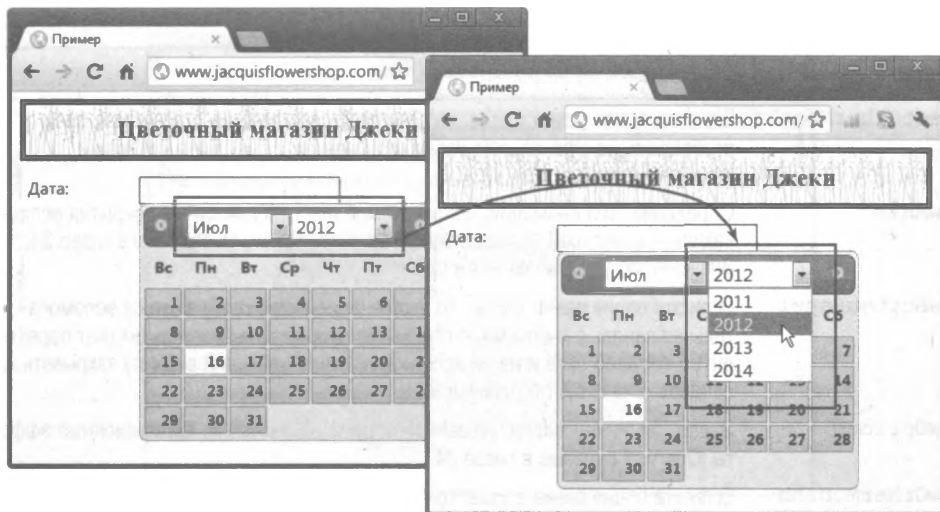 Пример
www.jacquisflowershop.com/
Цветочный магазин Джеки
Дата:
Июл 2012
Вс Пн Вт Ср Чт Пт Сб
1 2 3 4 5 6
8 9 10 11 12 13 1
15 16 17 18 19 20 2
22 23 24 25 26 27 2
29 30 31
Пример
www.jacquisflowershop.com/
Цветочный магазин Джеки
Дата:
Июл 2012
2011
2012
2013
2014
Вс Пн Вт С Сб
1 2 3 7
8 9 10 14
15 16 17 18 19 20 21
22 23 24 25 26 27 28
29 30 31